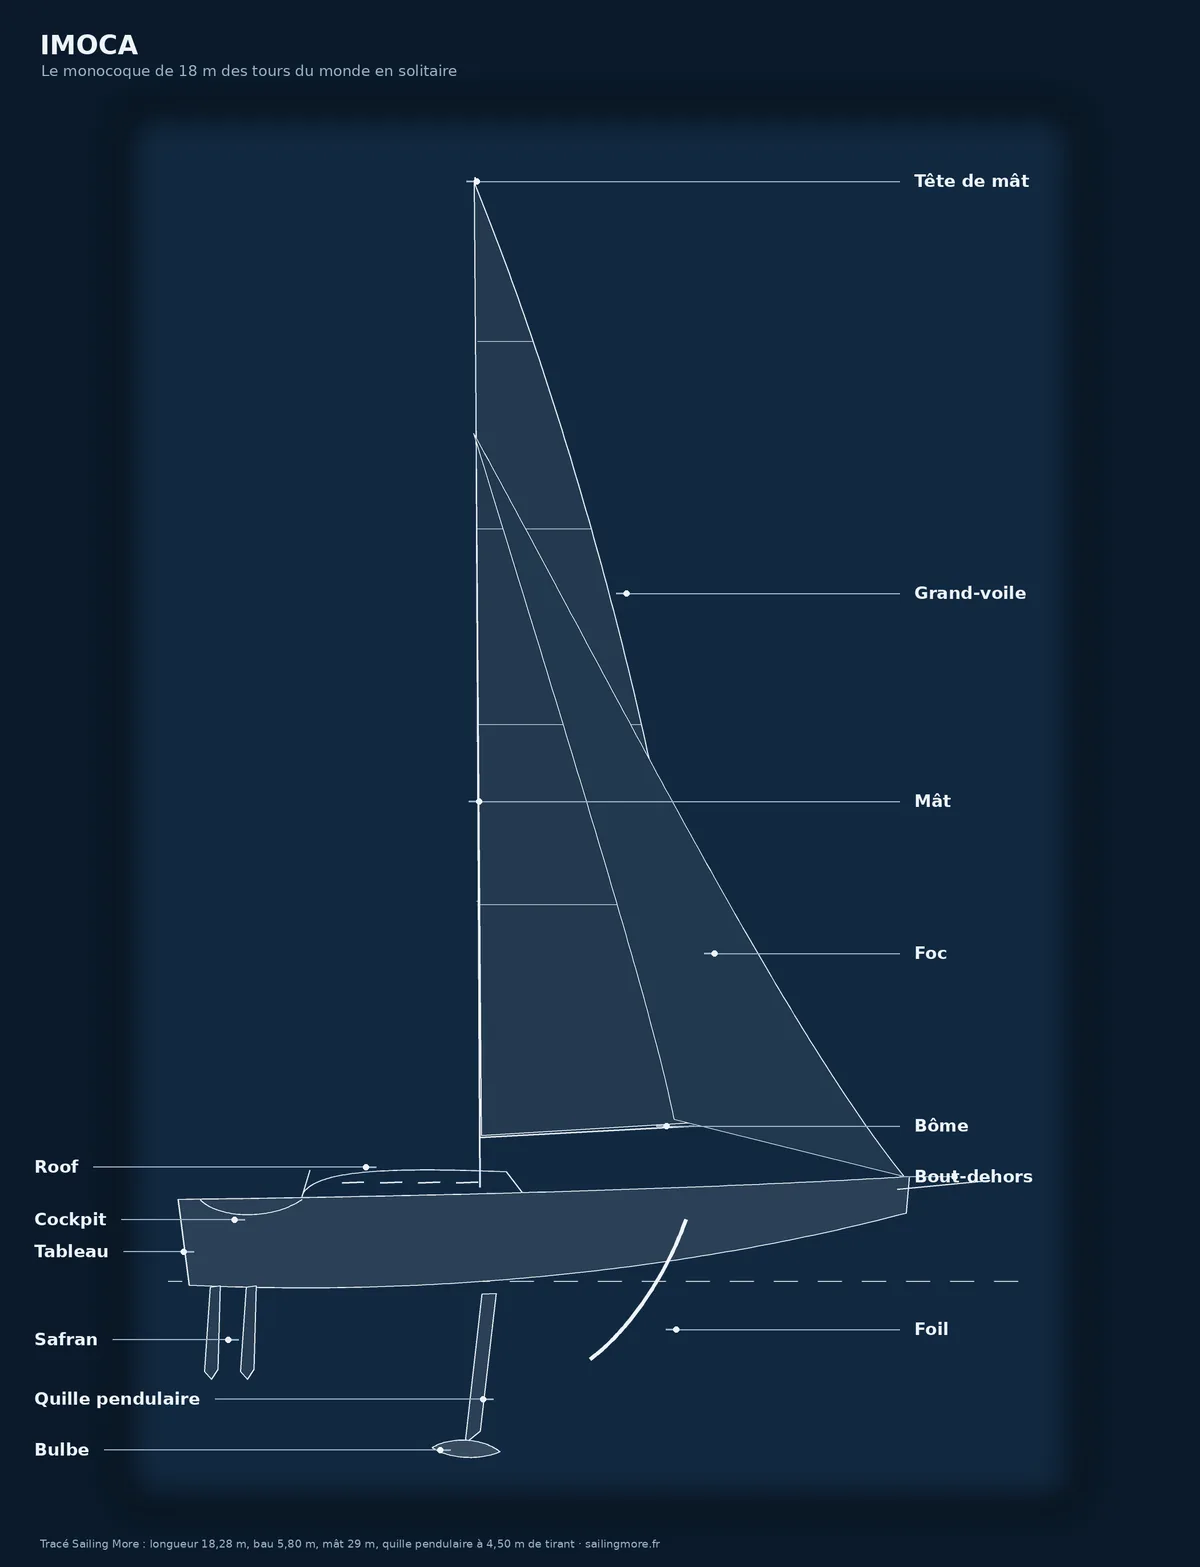 IMOCA
Le monocoque de 18 m des tours du monde en solitaire
Tête de mât
Grand-voile
Mât
Foc
Bôme
Roof
Bout-dehors
Cockpit
Tableau
Foil
Safran
Quille pendulaire
Bulbe
Tracé Sailing More : longueur 18,28 m, bau 5,80 m, mât 29 m, quille pendulaire à 4,50 m de tirant · sailingmore.fr